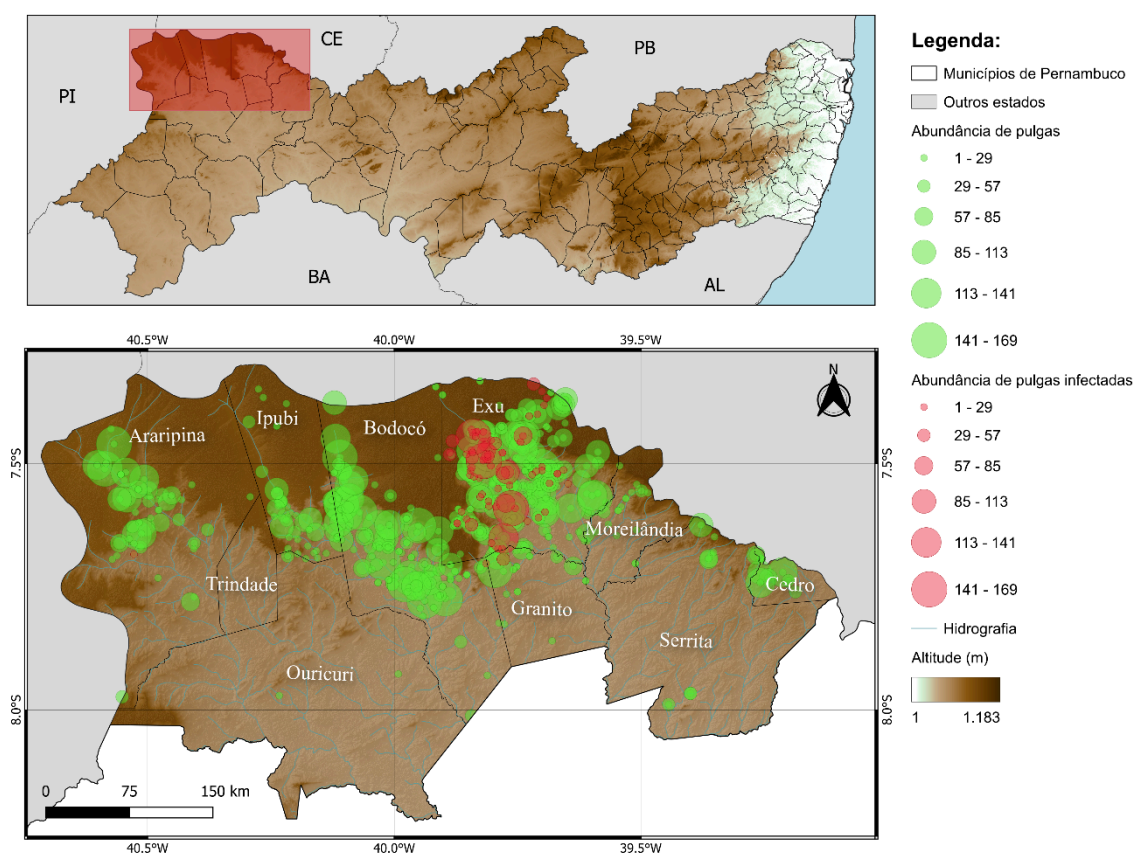 CE
PB
PI
BA
AL
Legenda:
Municípios de Pernambuco
Outros estados
Abundância de pulgas
1 - 29
29 - 57
57 - 85
85 - 113
113 - 141
141 - 169
Abundância de pulgas infectadas
1 - 29
29 - 57
57 - 85
85 - 113
113 - 141
141 - 169
Hidrografia
Altitude (m)
1 1.183
40.5°W 40.0°W 39.5°W
N
Araripina
Ipubi
Bodocó
Exu
7.5°S 7.5°S
Moreilândia
Trindade
Granito
Cedro
Serrita
Ouricuri
8.0°S 8.0°S
0 75 150 km
40.5°W 40.0°W 39.5°W